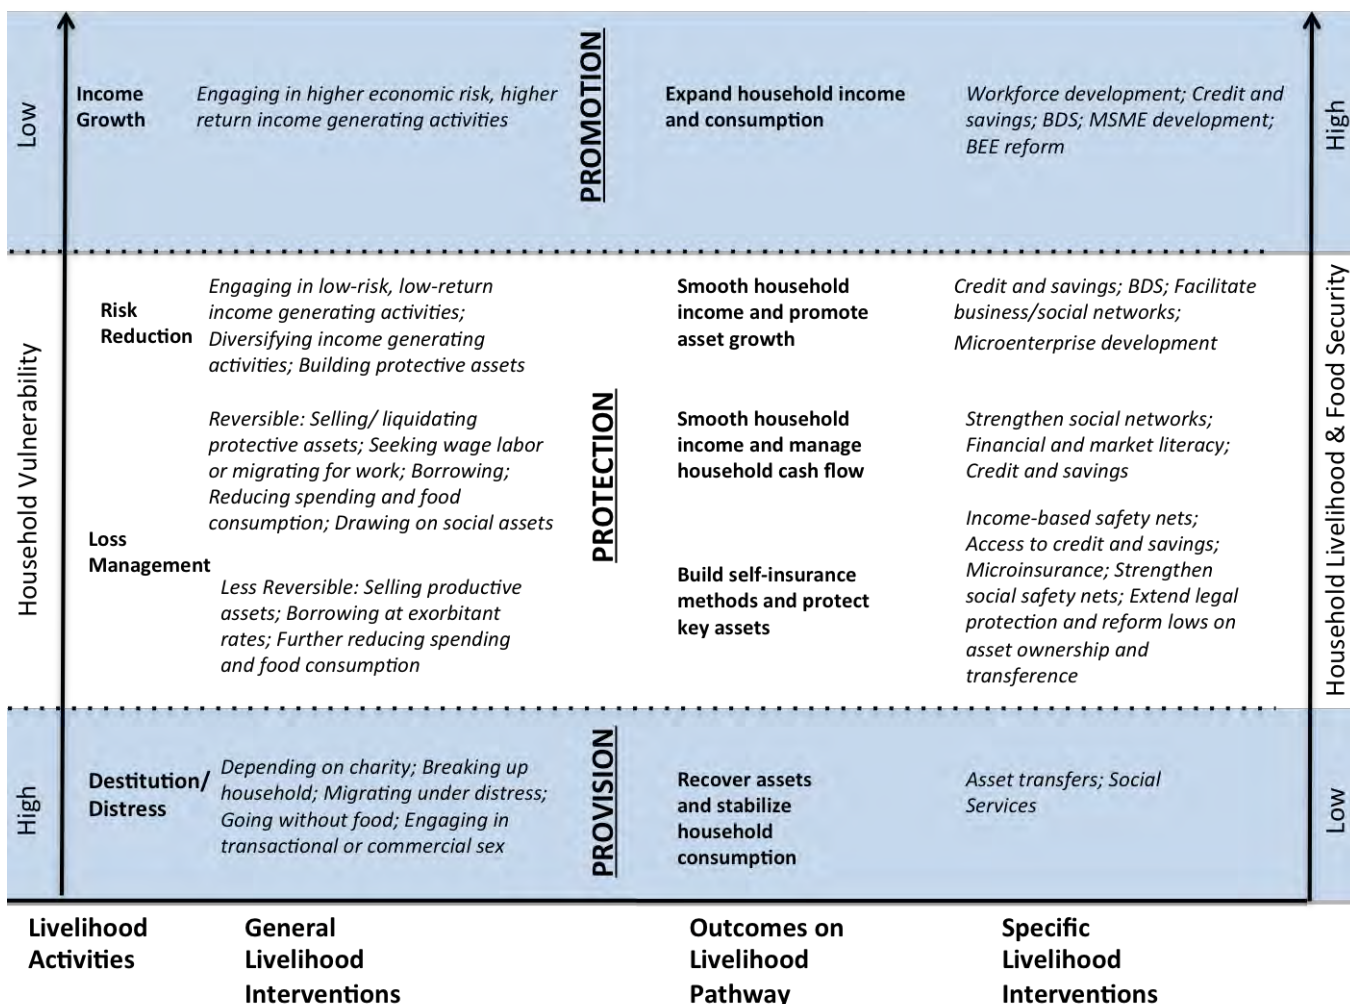 Low
Income
Growth
Engaging in higher economic risk, higher
return income generating activities
PROMOTION
Expand household income
and consumption
Workforce development; Credit and
savings; BDS; MSME development;
BEE reform
High
Household Vulnerability
Risk
Reduction
Engaging in low-risk, low-return
income generating activities;
Diversifying income generating
activities; Building protective assets
PROTECTION
Smooth household
income and promote
asset growth
Credit and savings; BDS; Facilitate
business/social networks;
Microenterprise development
Household Livelihood & Food Security
Loss
Management
Reversible: Selling/ liquidating
protective assets; Seeking wage labor
or migrating for work; Borrowing;
Reducing spending and food
consumption; Drawing on social assets
Smooth household
income and manage
household cash flow
Strengthen social networks;
Financial and market literacy;
Credit and savings
Less Reversible: Selling productive
assets; Borrowing at exorbitant
rates; Further reducing spending
and food consumption
Build self-insurance
methods and protect
key assets
Income-based safety nets;
Access to credit and savings;
Microinsurance; Strengthen
social safety nets; Extend legal
protection and reform lows on
asset ownership and
transference
High
Destitution/
Distress
Depending on charity; Breaking up
household; Migrating under distress;
Going without food; Engaging in
transactional or commercial sex
PROVISION
Recover assets
and stabilize
household
consumption
Asset transfers; Social
Services
Low
Livelihood
Activities
General
Livelihood
Interventions
Outcomes on
Livelihood
Pathway
Specific
Livelihood
Interventions